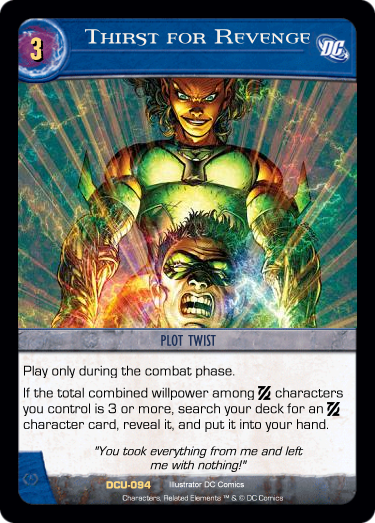 3
Thirst for Revenge
DC
PLOT TWIST
Play only during the combat phase.
If the total combined willpower among characters
you control is 3 or more, search your deck for an
character card, reveal it, and put it into your hand.
"You took everything from me and left
me with nothing!"
DCU-094 Illustrator DC Comics
Characters, Related Elements ™ & © DC Comics